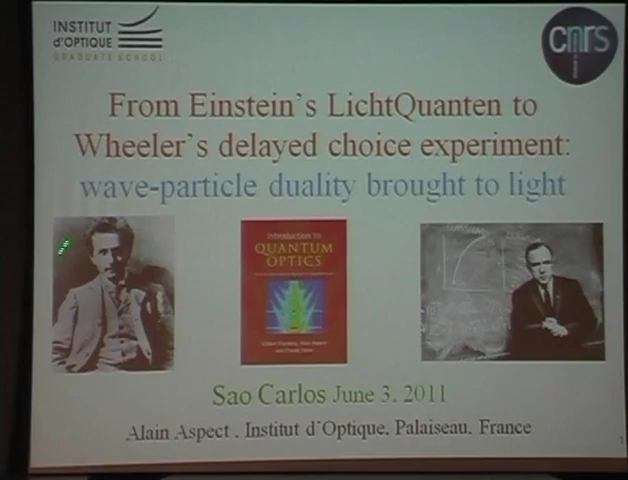 INSTITUT
d'OPTIQUE
GRADUATE SCHOOL
cnrs
From Einstein's LichtQuanten to
Wheeler's delayed choice experiment:
wave-particle duality brought to light
Introduction to
QUANTUM
OPTICS
Sao Carlos June 3, 2011
Alain Aspect, Institut d'Optique, Palaiseau, France
1